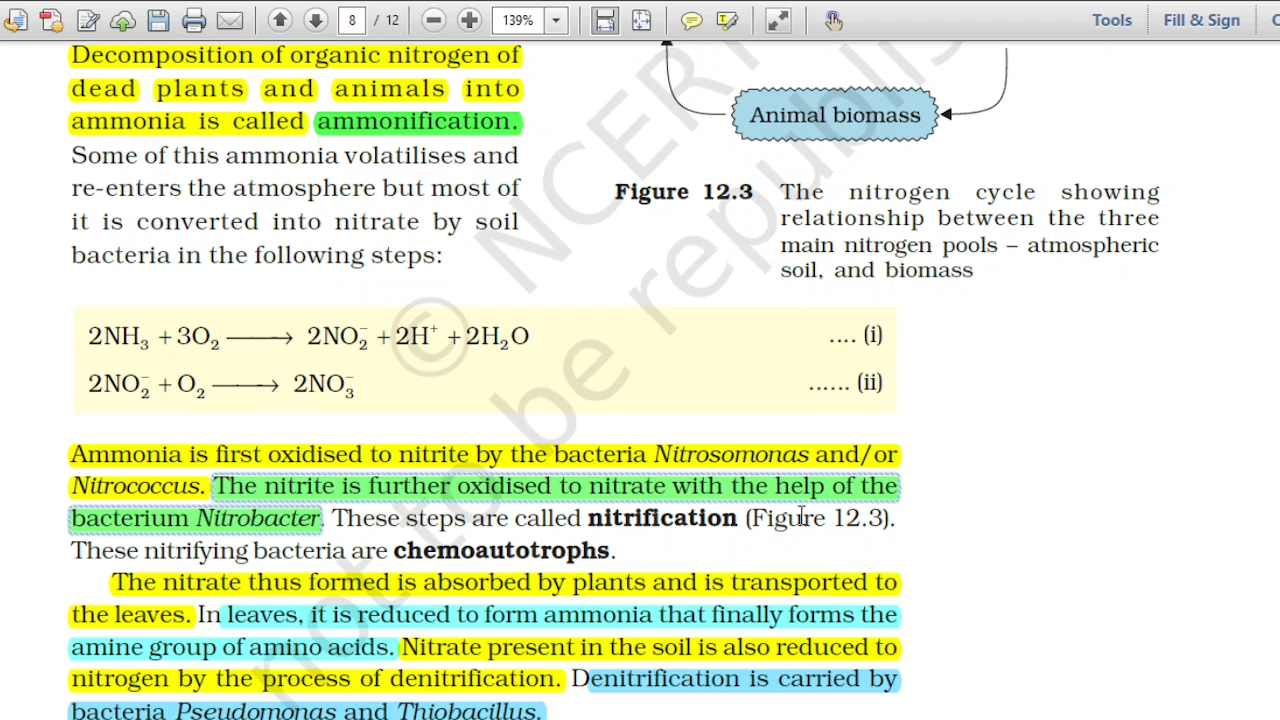 8 / 12
139%
Tools
Fill & Sign
Decomposition of organic nitrogen of
dead plants and animals into
ammonia is called ammonification.
Some of this ammonia volatilises and
re-enters the atmosphere but most of
it is converted into nitrate by soil
bacteria in the following steps:
Animal biomass
Figure 12.3 The nitrogen cycle showing
relationship between the three
main nitrogen pools – atmospheric
soil, and biomass
2NH₃ + 3O₂ ⟶ 2NO₂⁻ + 2H⁺ + 2H₂O .... (i)
2NO₂⁻ + O₂ ⟶ 2NO₃⁻ ...... (ii)
Ammonia is first oxidised to nitrite by the bacteria Nitrosomonas and/or
Nitrococcus. The nitrite is further oxidised to nitrate with the help of the
bacterium Nitrobacter. These steps are called nitrification (Figure 12.3).
These nitrifying bacteria are chemoautotrophs.
The nitrate thus formed is absorbed by plants and is transported to
the leaves. In leaves, it is reduced to form ammonia that finally forms the
amine group of amino acids. Nitrate present in the soil is also reduced to
nitrogen by the process of denitrification. Denitrification is carried by
bacteria Pseudomonas and Thiobacillus.
© NCERT
not to be republis